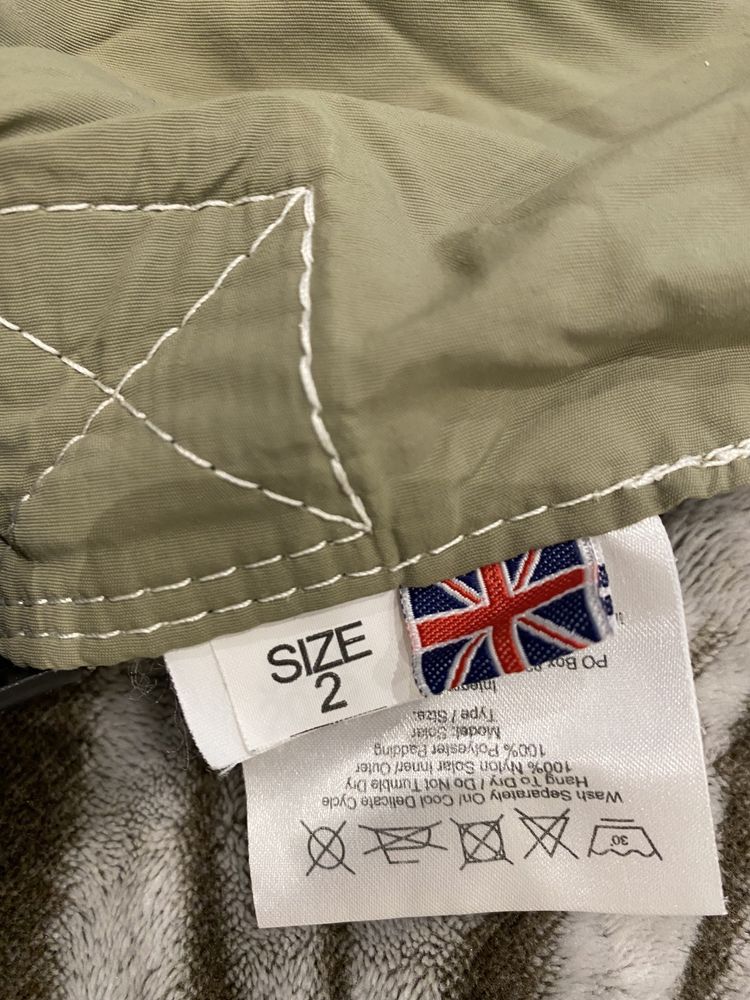 SIZE
2
PO Box
Type / Size.
Model: Solar
100% Polyester Padding
100% Nylon Solar Inner/ Outer
Hang To Dry / Do Not Tumble Dry
Wash Separately On/ Cool Delicate Cycle
30°